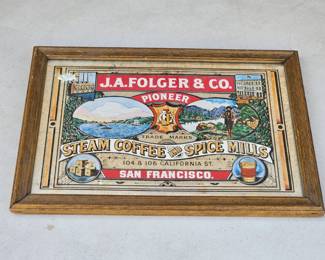 J.A. FOLGER & CO.
PIONEER
TRADE MARKS
STEAM COFFEE AND SPICE MILLS
104 & 106 CALIFORNIA ST.
SAN FRANCISCO.